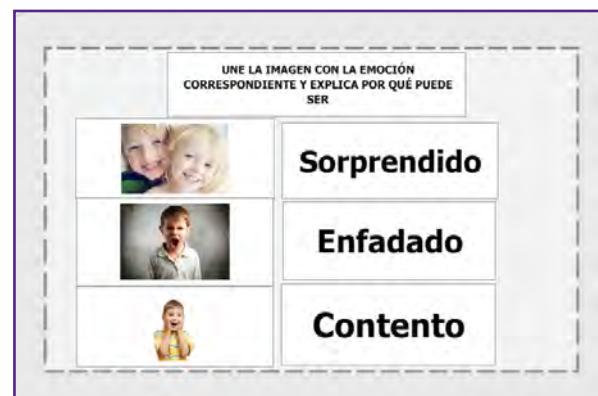 UNE LA IMAGEN CON LA EMOCIÓN
CORRESPONDIENTE Y EXPLICA POR QUÉ PUEDE
SER
Sorprendido
Enfadado
Contento